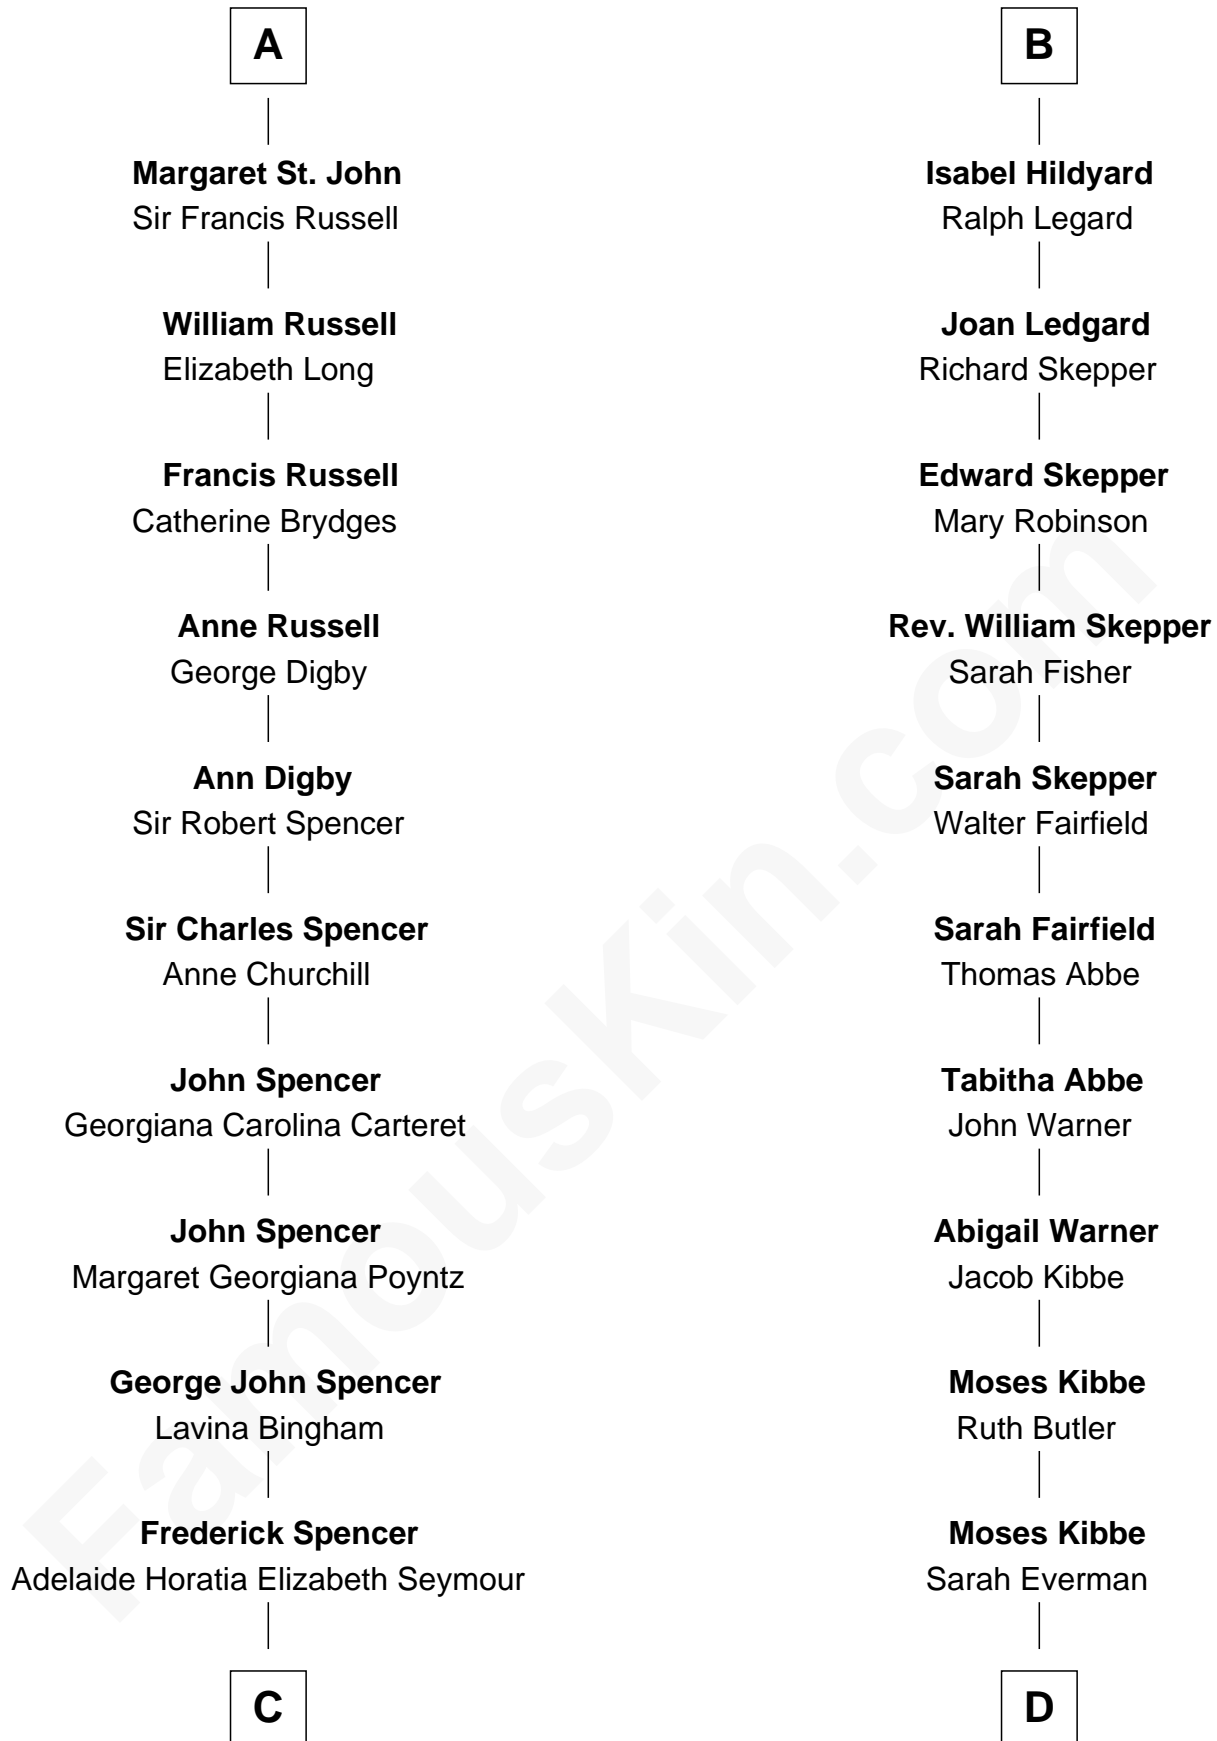 A
Margaret St. John
Sir Francis Russell
William Russell
Elizabeth Long
Francis Russell
Catherine Brydges
Anne Russell
George Digby
Ann Digby
Sir Robert Spencer
Sir Charles Spencer
Anne Churchill
John Spencer
Georgiana Carolina Carteret
John Spencer
Margaret Georgiana Poyntz
George John Spencer
Lavina Bingham
Frederick Spencer
Adelaide Horatia Elizabeth Seymour
C
B
Isabel Hildyard
Ralph Legard
Joan Ledgard
Richard Skepper
Edward Skepper
Mary Robinson
Rev. William Skepper
Sarah Fisher
Sarah Skepper
Walter Fairfield
Sarah Fairfield
Thomas Abbe
Tabitha Abbe
John Warner
Abigail Warner
Jacob Kibbe
Moses Kibbe
Ruth Butler
Moses Kibbe
Sarah Everman
D
FamousKin.com